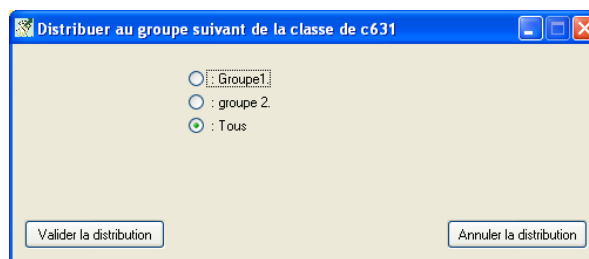 Distribuer au groupe suivant de la classe de c631
: Groupe1.
: groupe 2.
: Tous
Valider la distribution
Annuler la distribution